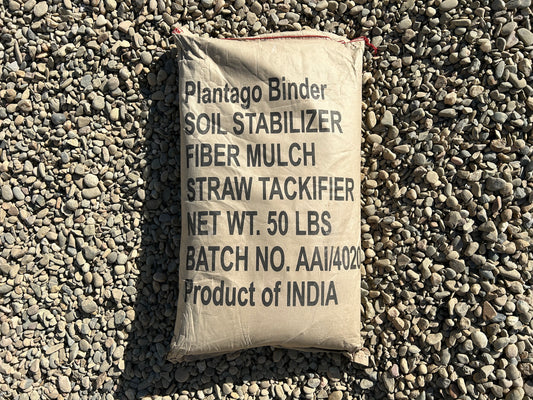 Plantago Binder
SOIL STABILIZER
FIBER MULCH
STRAW TACKIFIER
NET WT. 50 LBS
BATCH NO. AAi/4020
Product of INDIA